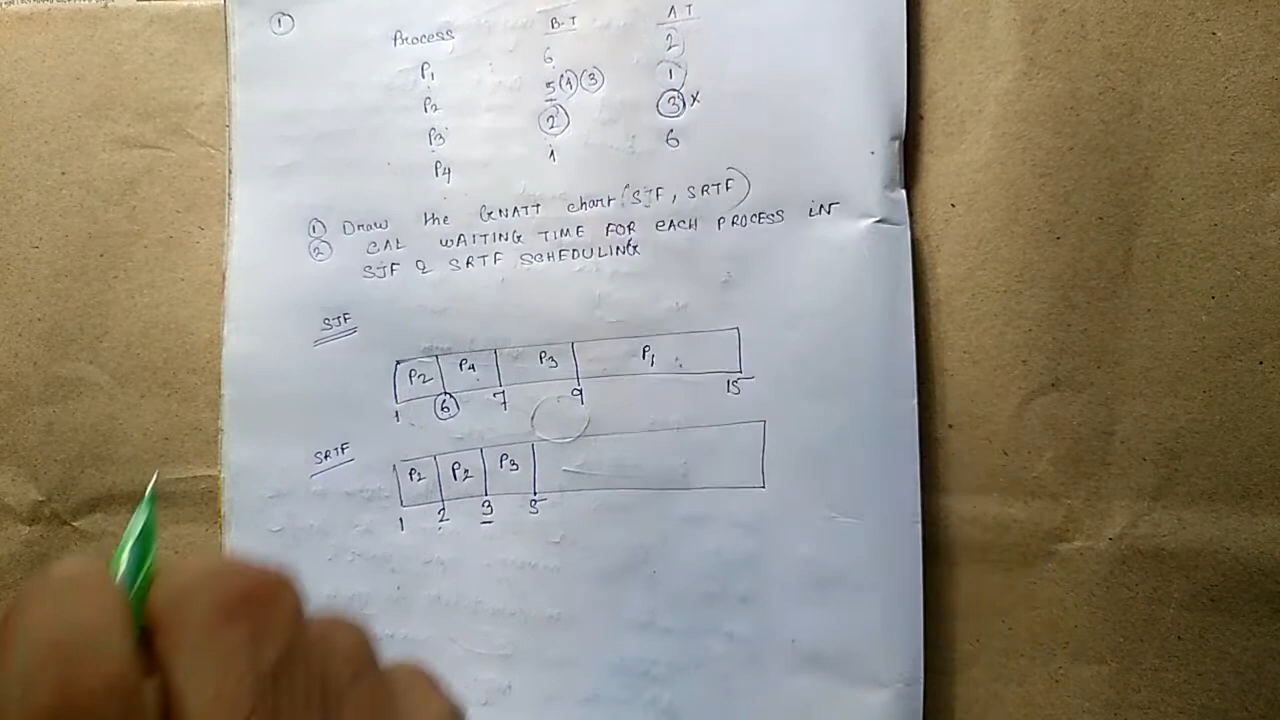 ①
Process B.T A.T
P1 6 2
P2 5 (4) (3) 1
P3 2 3 x
P4 1 6
① Draw the GNATT chart (SJF, SRTF)
② CAL WAITING TIME FOR EACH PROCESS IN
SJF & SRTF SCHEDULING
SJF
P2 P4 P3 P1
1 6 7 9 15
SRTF
P2 P2 P3
1 2 3 5